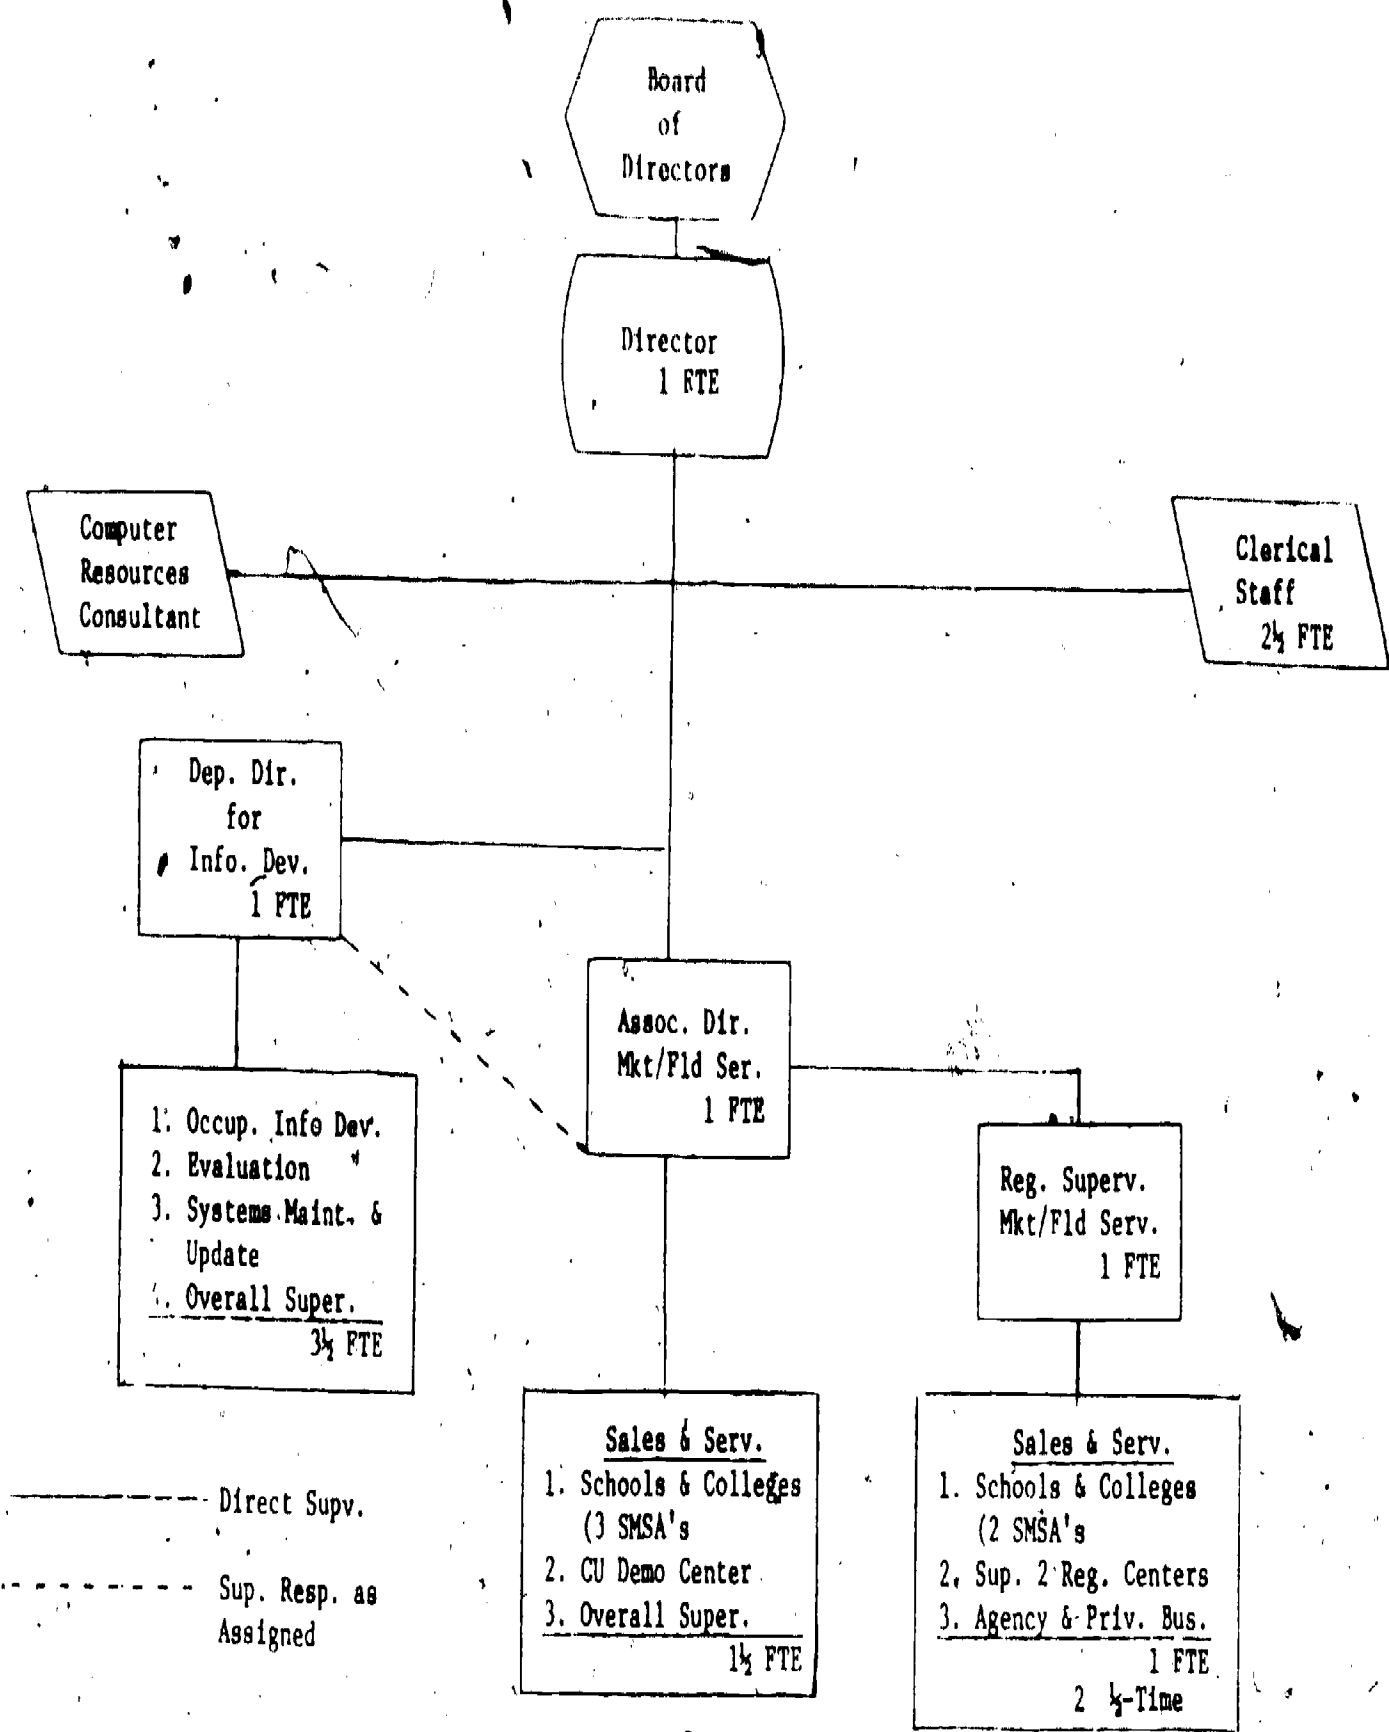 Board
of
Directors
Director
1 FTE
Computer
Resources
Consultant
Clerical
Staff
2½ FTE
Dep. Dir.
for
Info. Dev.
1 FTE
Assoc. Dir.
Mkt/Fld Ser.
1 FTE
1. Occup. Info Dev.
2. Evaluation
3. Systems Maint. &
Update
4. Overall Super.
3½ FTE
Reg. Superv.
Mkt/Fld Serv.
1 FTE
Sales & Serv.
1. Schools & Colleges
(3 SMSA's
2. CU Demo Center
3. Overall Super.
1½ FTE
Sales & Serv.
1. Schools & Colleges
(2 SMSA's
2. Sup. 2 Reg. Centers
3. Agency & Priv. Bus.
1 FTE
2 ½-Time
Direct Supv.
Sup. Resp. as
Assigned